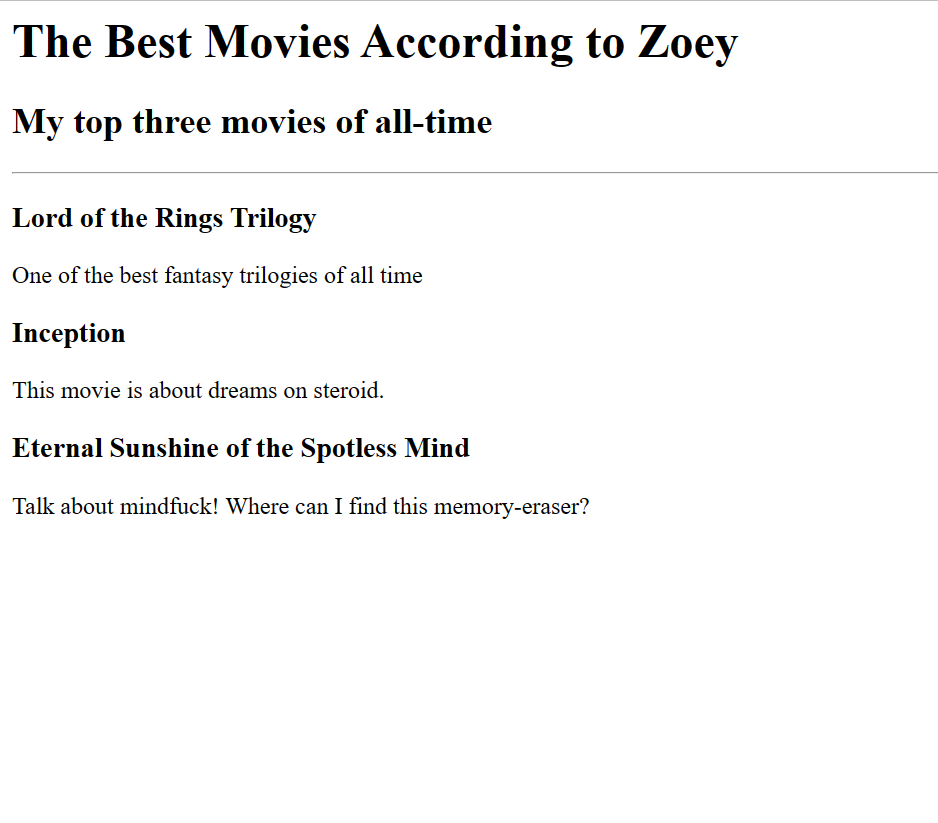 The Best Movies According to Zoey
My top three movies of all-time
Lord of the Rings Trilogy
One of the best fantasy trilogies of all time
Inception
This movie is about dreams on steroid.
Eternal Sunshine of the Spotless Mind
Talk about mindfuck! Where can I find this memory-eraser?